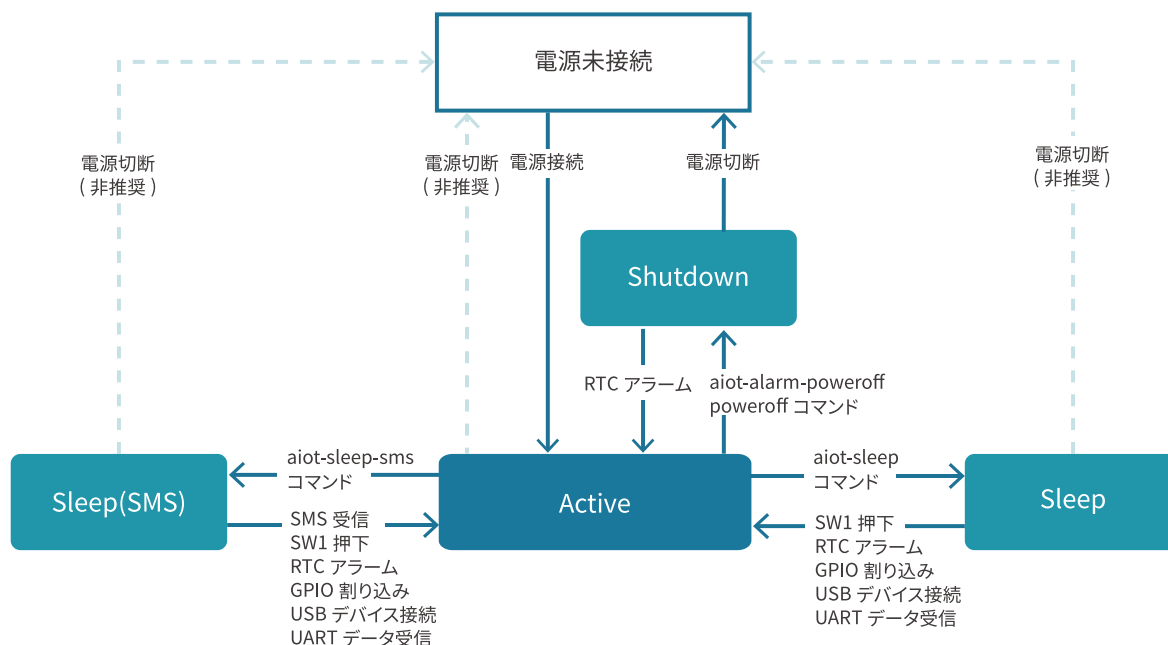 電源未接続
電源切断
( 非推奨 )
電源切断
( 非推奨 )
電源接続
電源切断
電源切断
( 非推奨 )
Shutdown
RTC アラーム
aiot-alarm-poweroff
poweroff コマンド
Sleep(SMS)
aiot-sleep-sms
コマンド
SMS 受信
SW1 押下
RTC アラーム
GPIO 割り込み
USB デバイス接続
UART データ受信
Active
aiot-sleep
コマンド
SW1 押下
RTC アラーム
GPIO 割り込み
USB デバイス接続
UART データ受信
Sleep